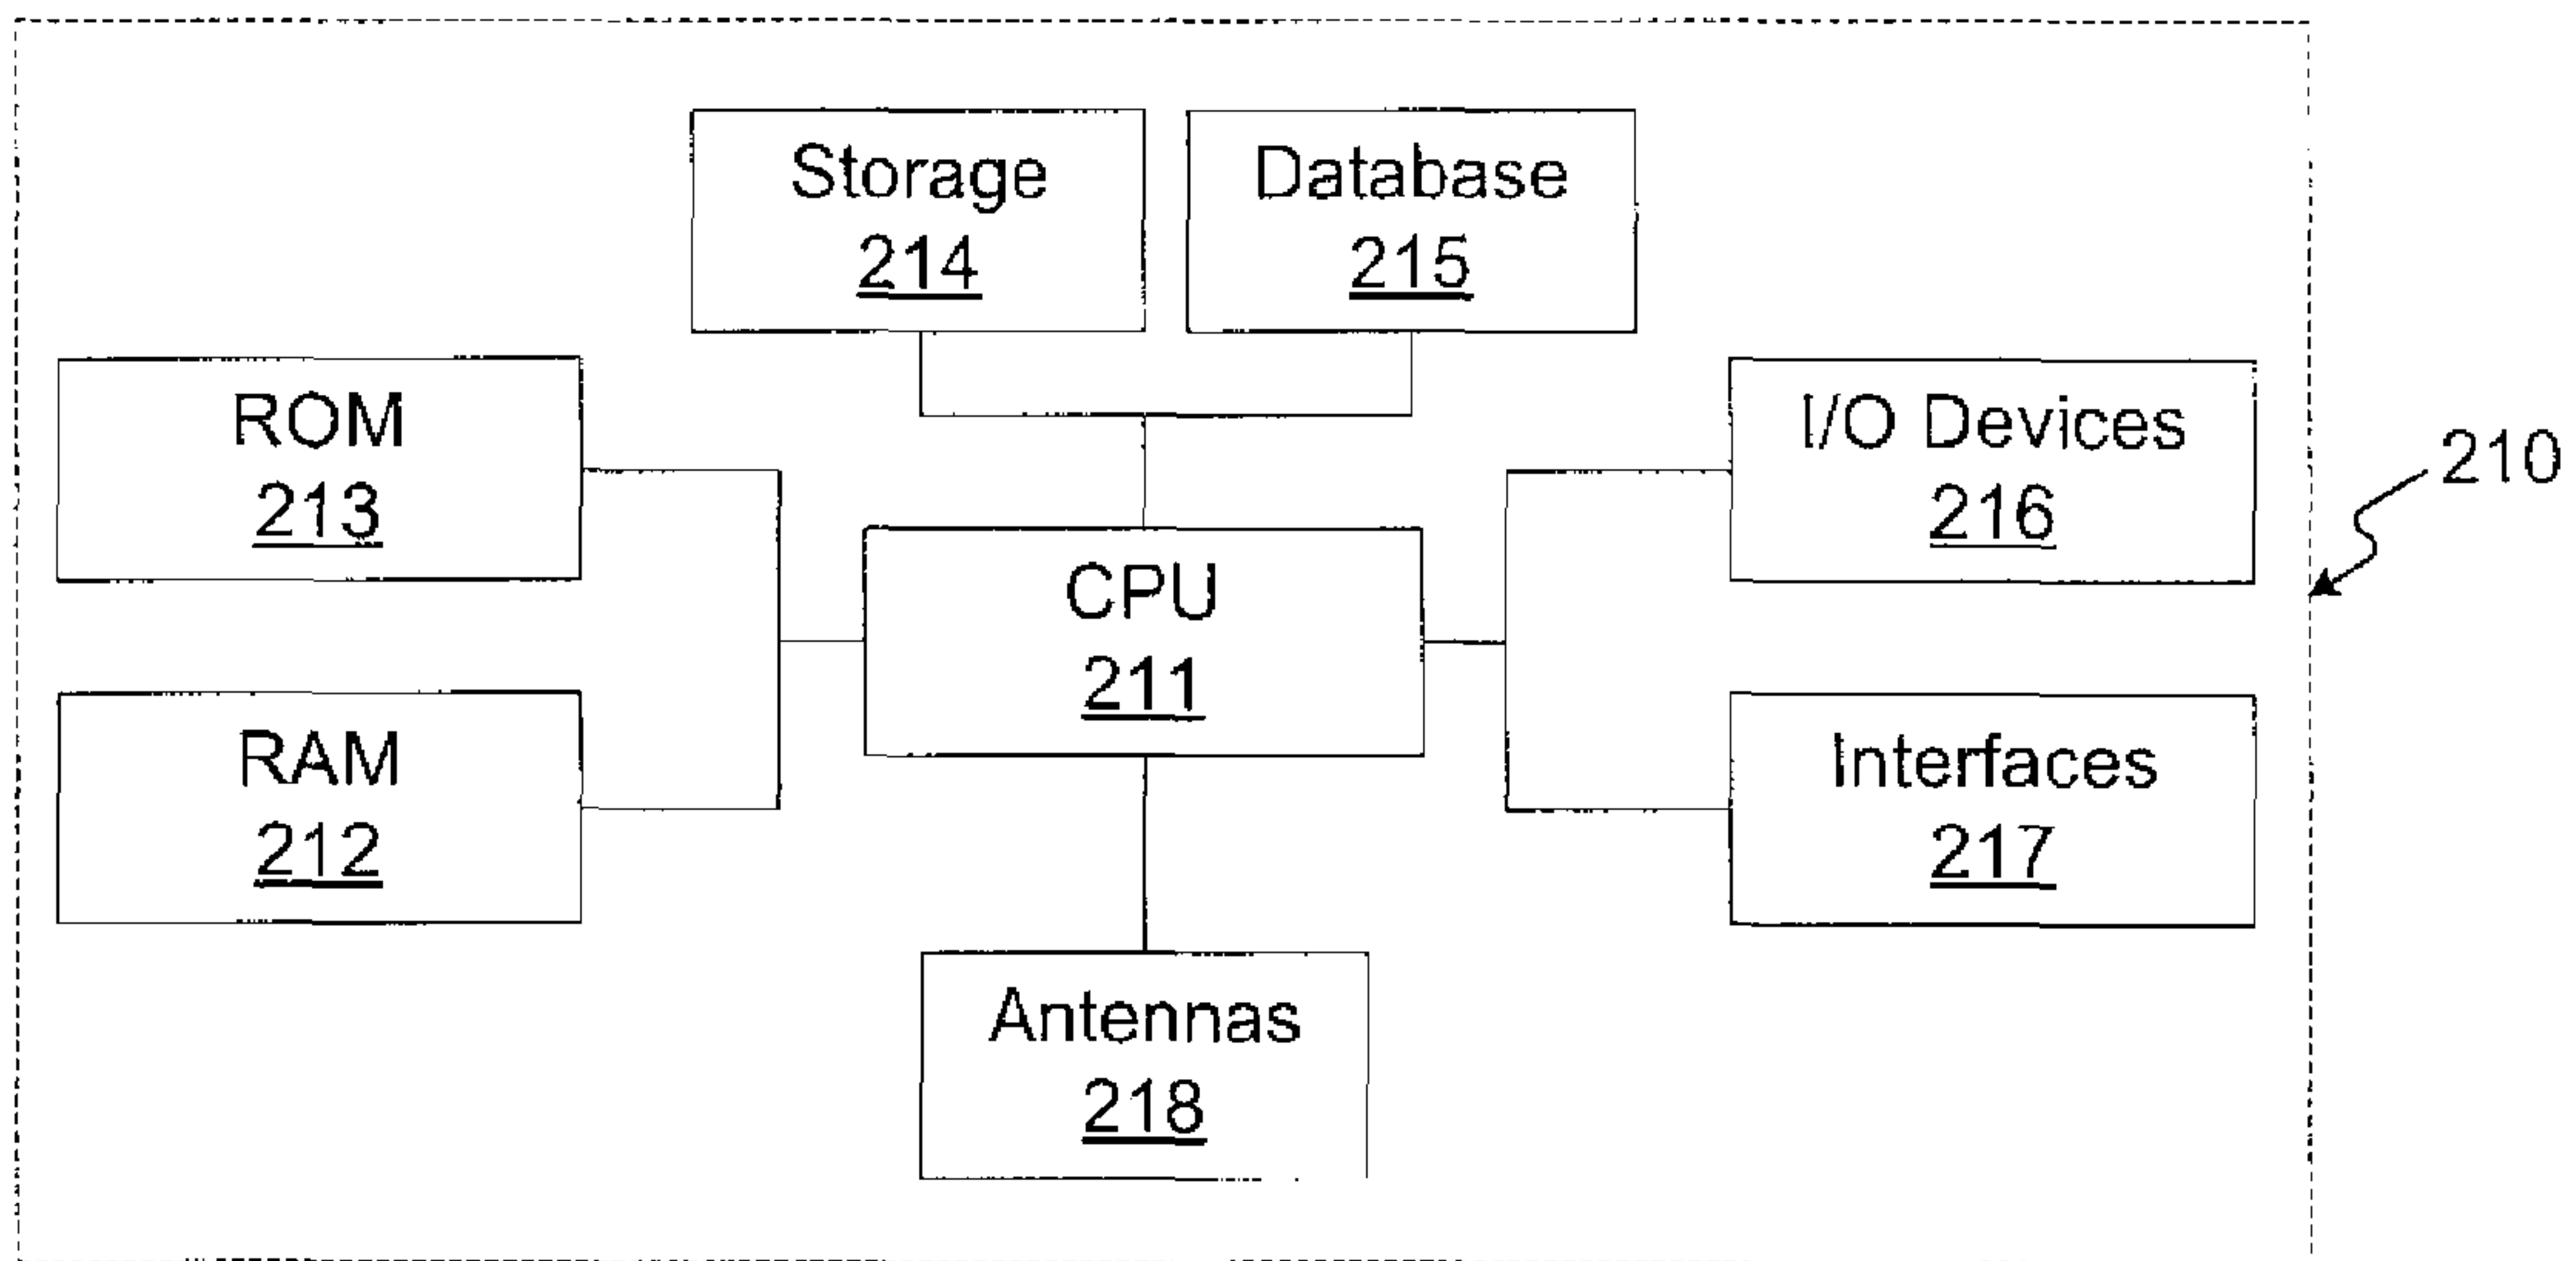 Storage
214
Database
215
ROM
213
I/O Devices
216
210
CPU
211
RAM
212
Interfaces
217
Antennas
218